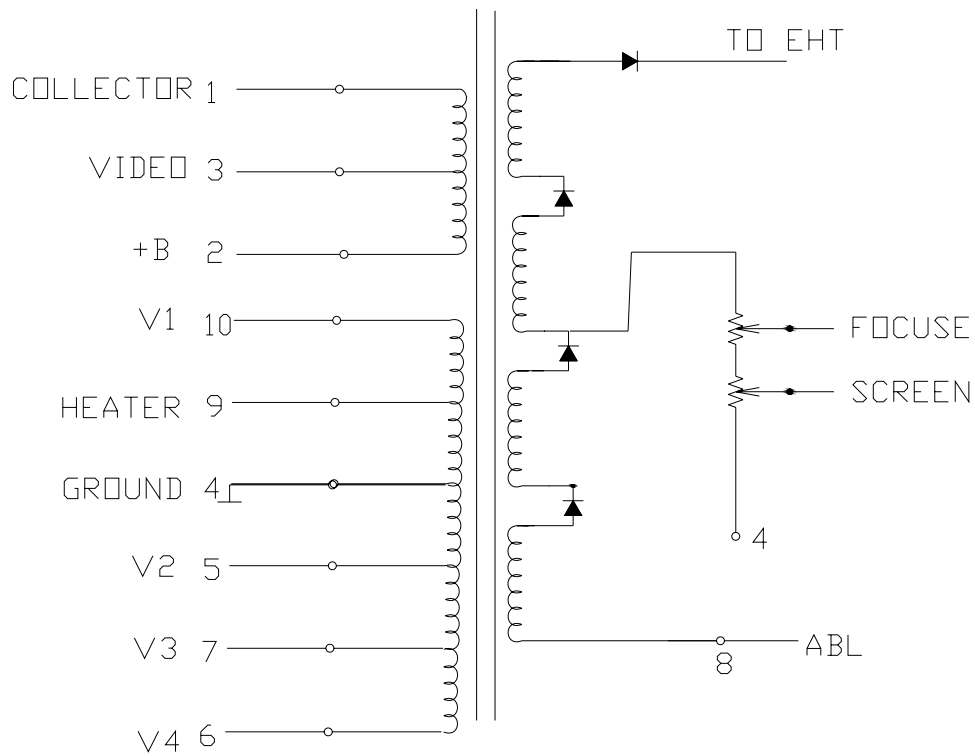 TO EHT
COLLECTOR 1
VIDEO 3
+B 2
V1 10
FOCUSE
HEATER 9
SCREEN
GROUND 4
4
V2 5
V3 7
ABL
8
V4 6